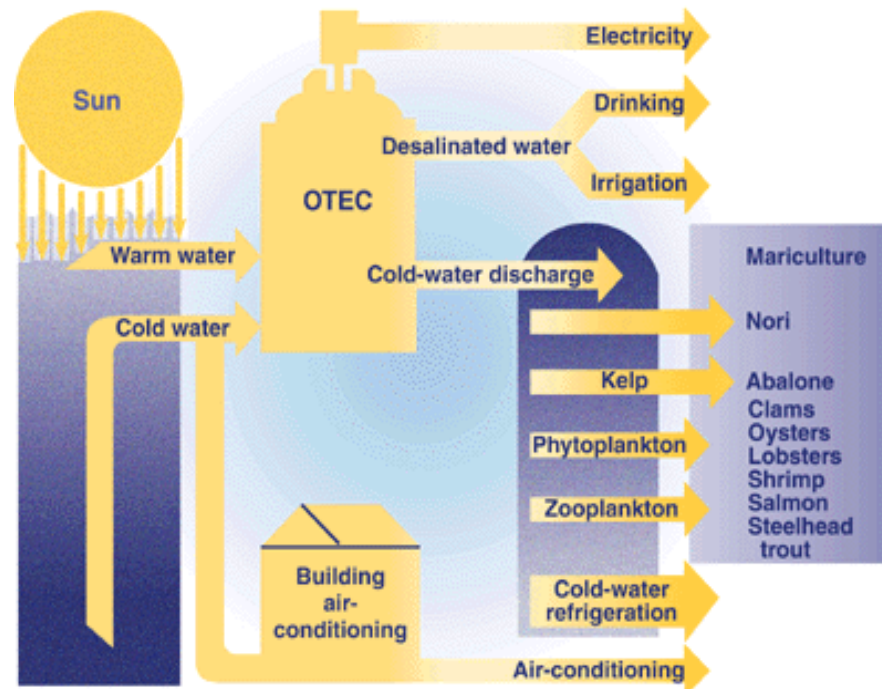 Sun
Electricity
Drinking
Desalinated water
Irrigation
OTEC
Warm water
Cold-water discharge
Mariculture
Cold water
Nori
Kelp
Abalone
Clams
Phytoplankton
Oysters
Lobsters
Shrimp
Zooplankton
Salmon
Steelhead
trout
Building
air-
conditioning
Cold-water
refrigeration
Air-conditioning